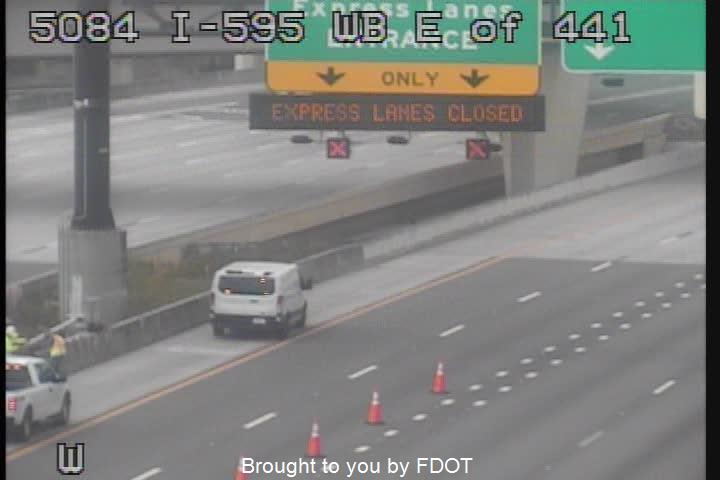 5084 I-595 WB E of 441
Express Lanes
ENTRANCE
ONLY
EXPRESS LANES CLOSED
W
Brought to you by FDOT